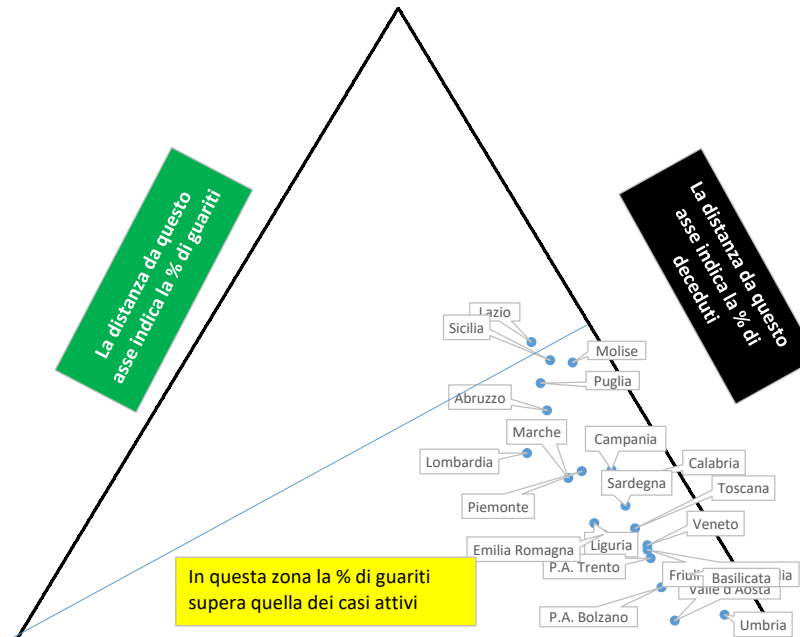 La distanza da questo
asse indica la % di guariti
La distanza da questo
asse indica la % di
deceduti
Lazio
Sicilia
Molise
Puglia
Abruzzo
Marche
Campania
Lombardia
Calabria
Sardegna
Toscana
Piemonte
Veneto
Emilia Romagna
Liguria
P.A. Trento
Basilicata
Valle d'Aosta
P.A. Bolzano
Umbria
In questa zona la % di guariti
supera quella dei casi attivi